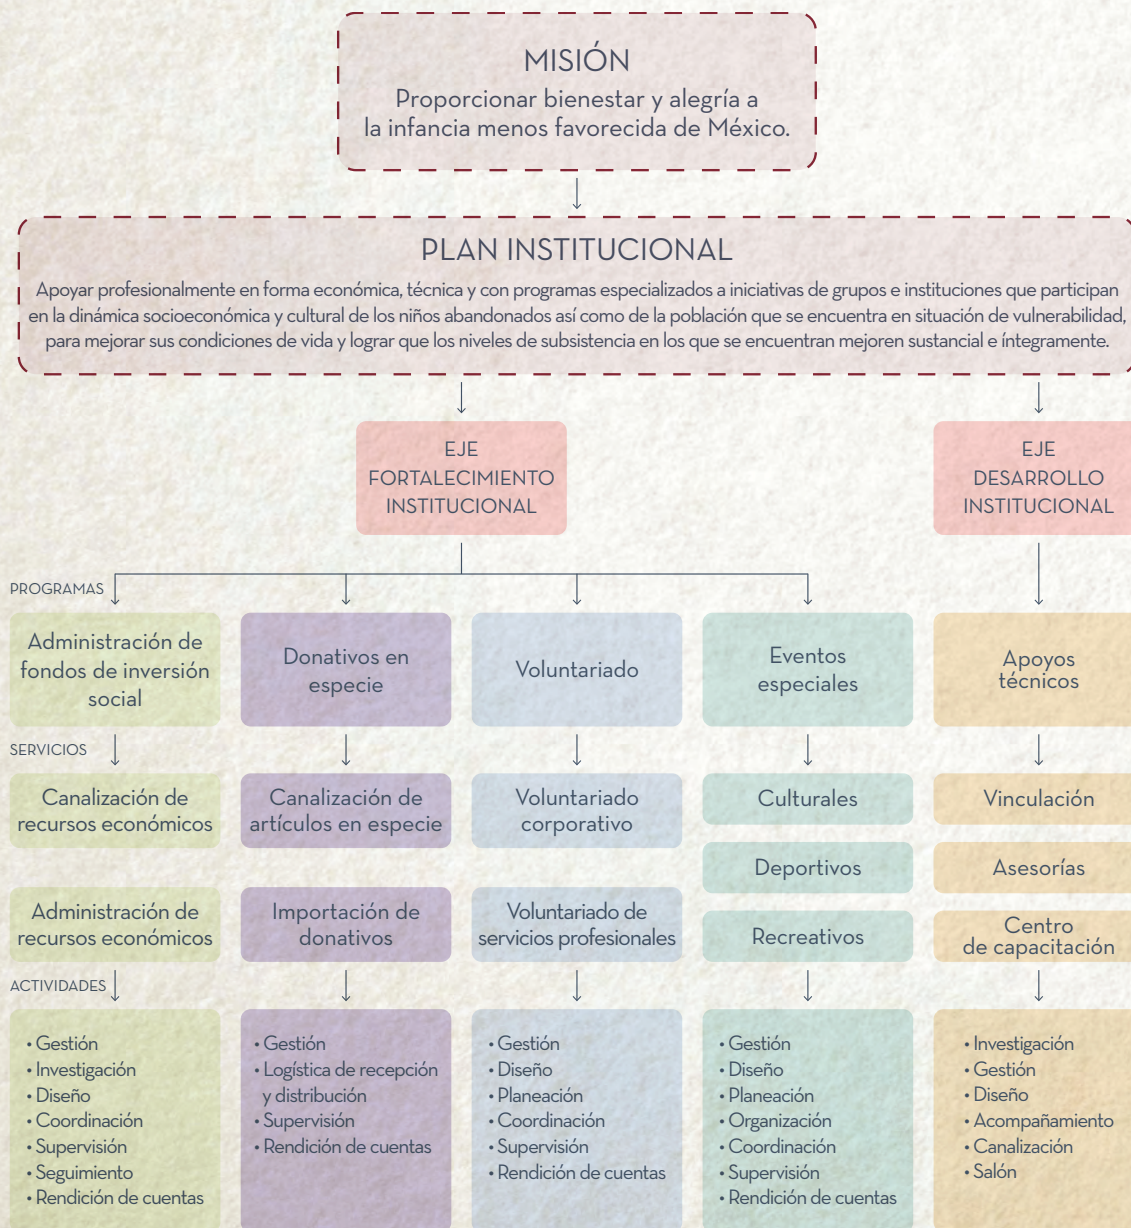 MISIÓN
Proporcionar bienestar y alegría a
la infancia menos favorecida de México.
PLAN INSTITUCIONAL
Apoyar profesionalmente en forma económica, técnica y con programas especializados a iniciativas de grupos e instituciones que participan
en la dinámica socioeconómica y cultural de los niños abandonados así como de la población que se encuentra en situación de vulnerabilidad,
para mejorar sus condiciones de vida y lograr que los niveles de subsistencia en los que se encuentran mejoren sustancial e íntegramente.
EJE
FORTALECIMIENTO
INSTITUCIONAL
EJE
DESARROLLO
INSTITUCIONAL
PROGRAMAS
Administración de
fondos de inversión
social
Donativos en
especie
Voluntariado
Eventos
especiales
Apoyos
técnicos
SERVICIOS
Canalización de
recursos económicos
Canalización de
artículos en especie
Voluntariado
corporativo
Culturales
Vinculación
Deportivos
Asesorías
Administración de
recursos económicos
Importación de
donativos
Voluntariado de
servicios profesionales
Recreativos
Centro
de capacitación
ACTIVIDADES
• Gestión
• Investigación
• Diseño
• Coordinación
• Supervisión
• Seguimiento
• Rendición de cuentas
• Gestión
• Logística de recepción
y distribución
• Supervisión
• Rendición de cuentas
• Gestión
• Diseño
• Planeación
• Coordinación
• Supervisión
• Rendición de cuentas
• Gestión
• Diseño
• Planeación
• Organización
• Coordinación
• Supervisión
• Rendición de cuentas
• Investigación
• Gestión
• Diseño
• Acompañamiento
• Canalización
• Salón